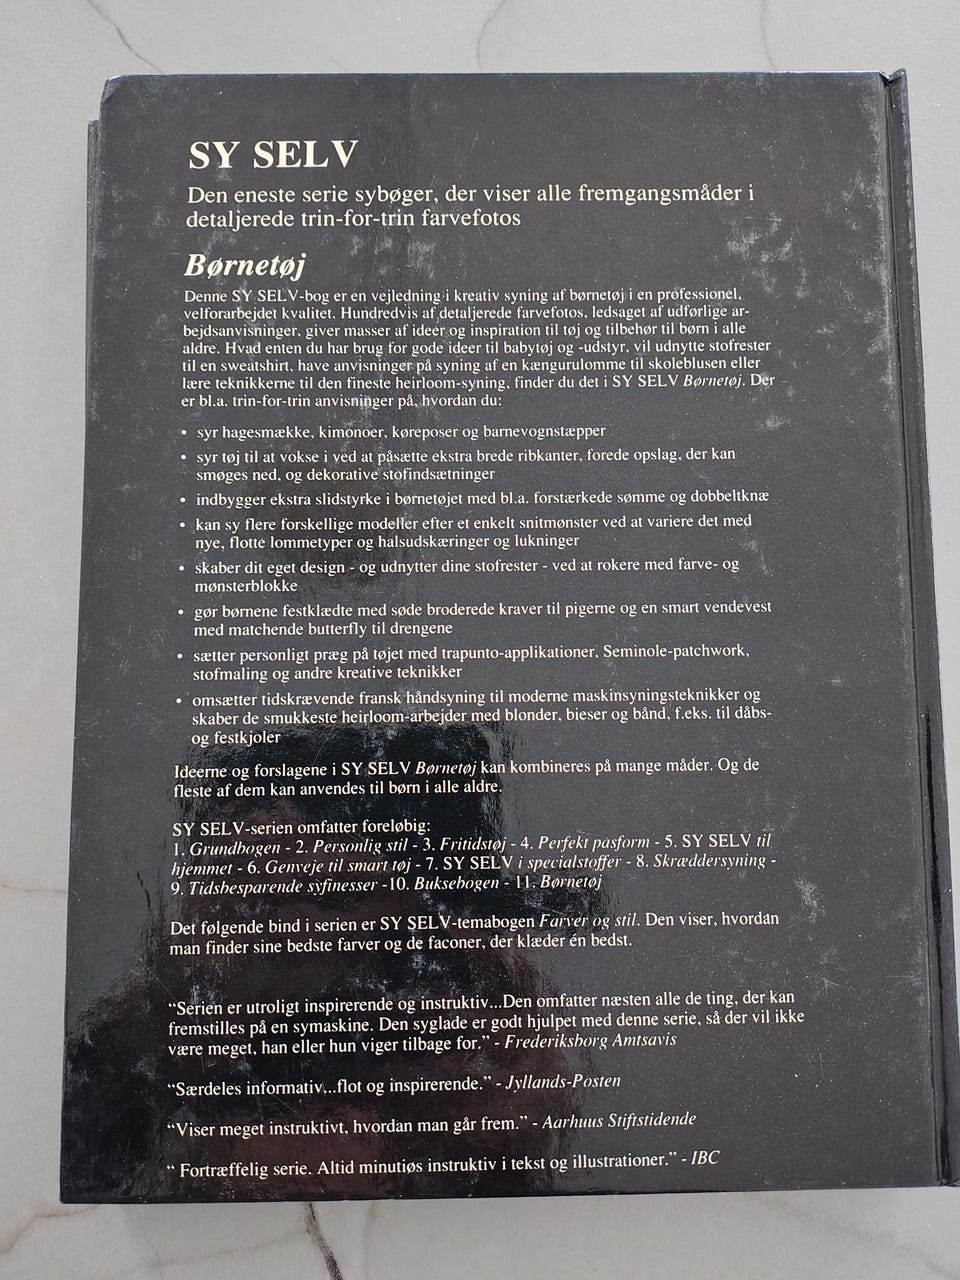 SY SELV
Den eneste serie sybøger, der viser alle fremgangsmåder i
detaljerede trin-for-trin farvefotos
Børnetøj
Denne SY SELV-bog er en vejledning i kreativ syning af børnetøj i en professionel,
velforarbejdet kvalitet. Hundredvis af detaljerede farvefotos, ledsaget af udførlige ar-
bejdsanvisninger, giver masser af ideer og inspiration til tøj og tilbehør til børn i alle
aldre. Hvad enten du har brug for gode ideer til babytøj og -udstyr, vil udnytte stofrester
til en sweatshirt, have anvisninger på syning af en kængurulomme til skoleblusen eller
lære teknikkerne til den fineste heirloom-syning, finder du det i SY SELV Børnetøj. Der
er bl.a. trin-for-trin anvisninger på, hvordan du:
• syr hagesmække, kimonoer, køreposer og barnevognstæpper
• syr tøj til at vokse i ved at påsætte ekstra brede ribkanter, forede opslag, der kan
smøges ned, og dekorative stofindsætninger
• indbygger ekstra slidstyrke i børnetøjet med bl.a. forstærkede sømme og dobbeltknæ
• kan sy flere forskellige modeller efter et enkelt snitmønster ved at variere det med
nye, flotte lommetyper og halsudskæringer og lukninger
• skaber dit eget design - og udnytter dine stofrester - ved at rokere med farve- og
mønsterblokke
• gør børnene festklædte med søde broderede kraver til pigerne og en smart vendevest
med matchende butterfly til drengene
• sætter personligt præg på tøjet med trapunto-applikationer, Seminole-patchwork,
stofmaling og andre kreative teknikker
• omsætter tidskrævende fransk håndsyning til moderne maskinsyningsteknikker og
skaber de smukkeste heirloom-arbejder med blonder, bieser og bånd, f.eks. til dåbs-
og festkjoler
Ideerne og forslagene i SY SELV Børnetøj kan kombineres på mange måder. Og de
fleste af dem kan anvendes til børn i alle aldre.
SY SELV-serien omfatter foreløbig:
1. Grundbogen - 2. Personlig stil - 3. Fritidstøj - 4. Perfekt pasform - 5. SY SELV til
hjemmet - 6. Genveje til smart tøj - 7. SY SELV i specialstoffer - 8. Skræddersyning -
9. Tidsbesparende syfinesser -10. Buksebogen - 11. Børnetøj
Det følgende bind i serien er SY SELV-temabogen Farver og stil. Den viser, hvordan
man finder sine bedste farver og de faconer, der klæder én bedst.
“Serien er utroligt inspirerende og instruktiv...Den omfatter næsten alle de ting, der kan
fremstilles på en symaskine. Den syglade er godt hjulpet med denne serie, så der vil ikke
være meget, han eller hun viger tilbage for.” - Frederiksborg Amtsavis
“Særdeles informativ...flot og inspirerende.” - Jyllands-Posten
“Viser meget instruktivt, hvordan man går frem.” - Aarhuus Stiftstidende
“ Fortræffelig serie. Altid minutiøs instruktiv i tekst og illustrationer.” - IBC